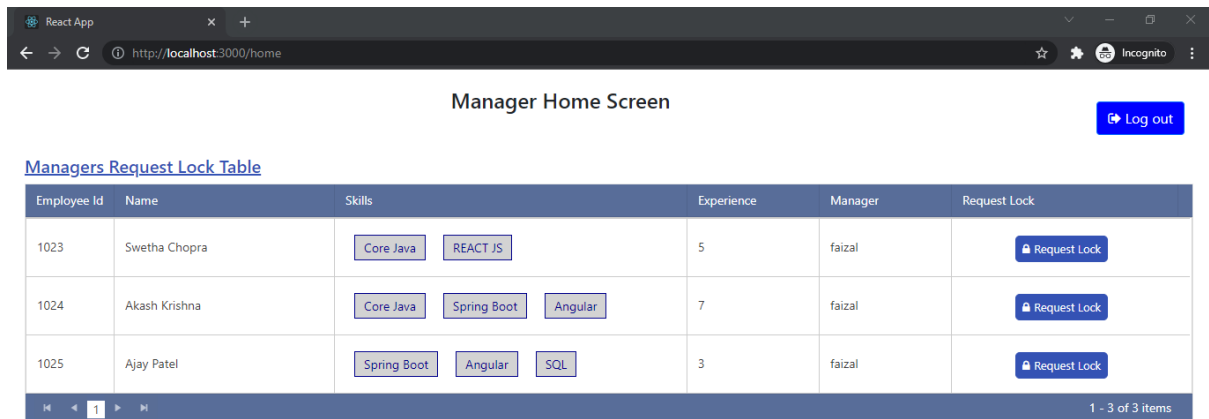 React App
http://localhost:3000/home
Incognito
Manager Home Screen
Log out
Managers Request Lock Table
Employee Id Name Skills Experience Manager Request Lock
1023 Swetha Chopra Core Java REACT JS 5 faizal Request Lock
1024 Akash Krishna Core Java Spring Boot Angular 7 faizal Request Lock
1025 Ajay Patel Spring Boot Angular SQL 3 faizal Request Lock
1 1 - 3 of 3 items